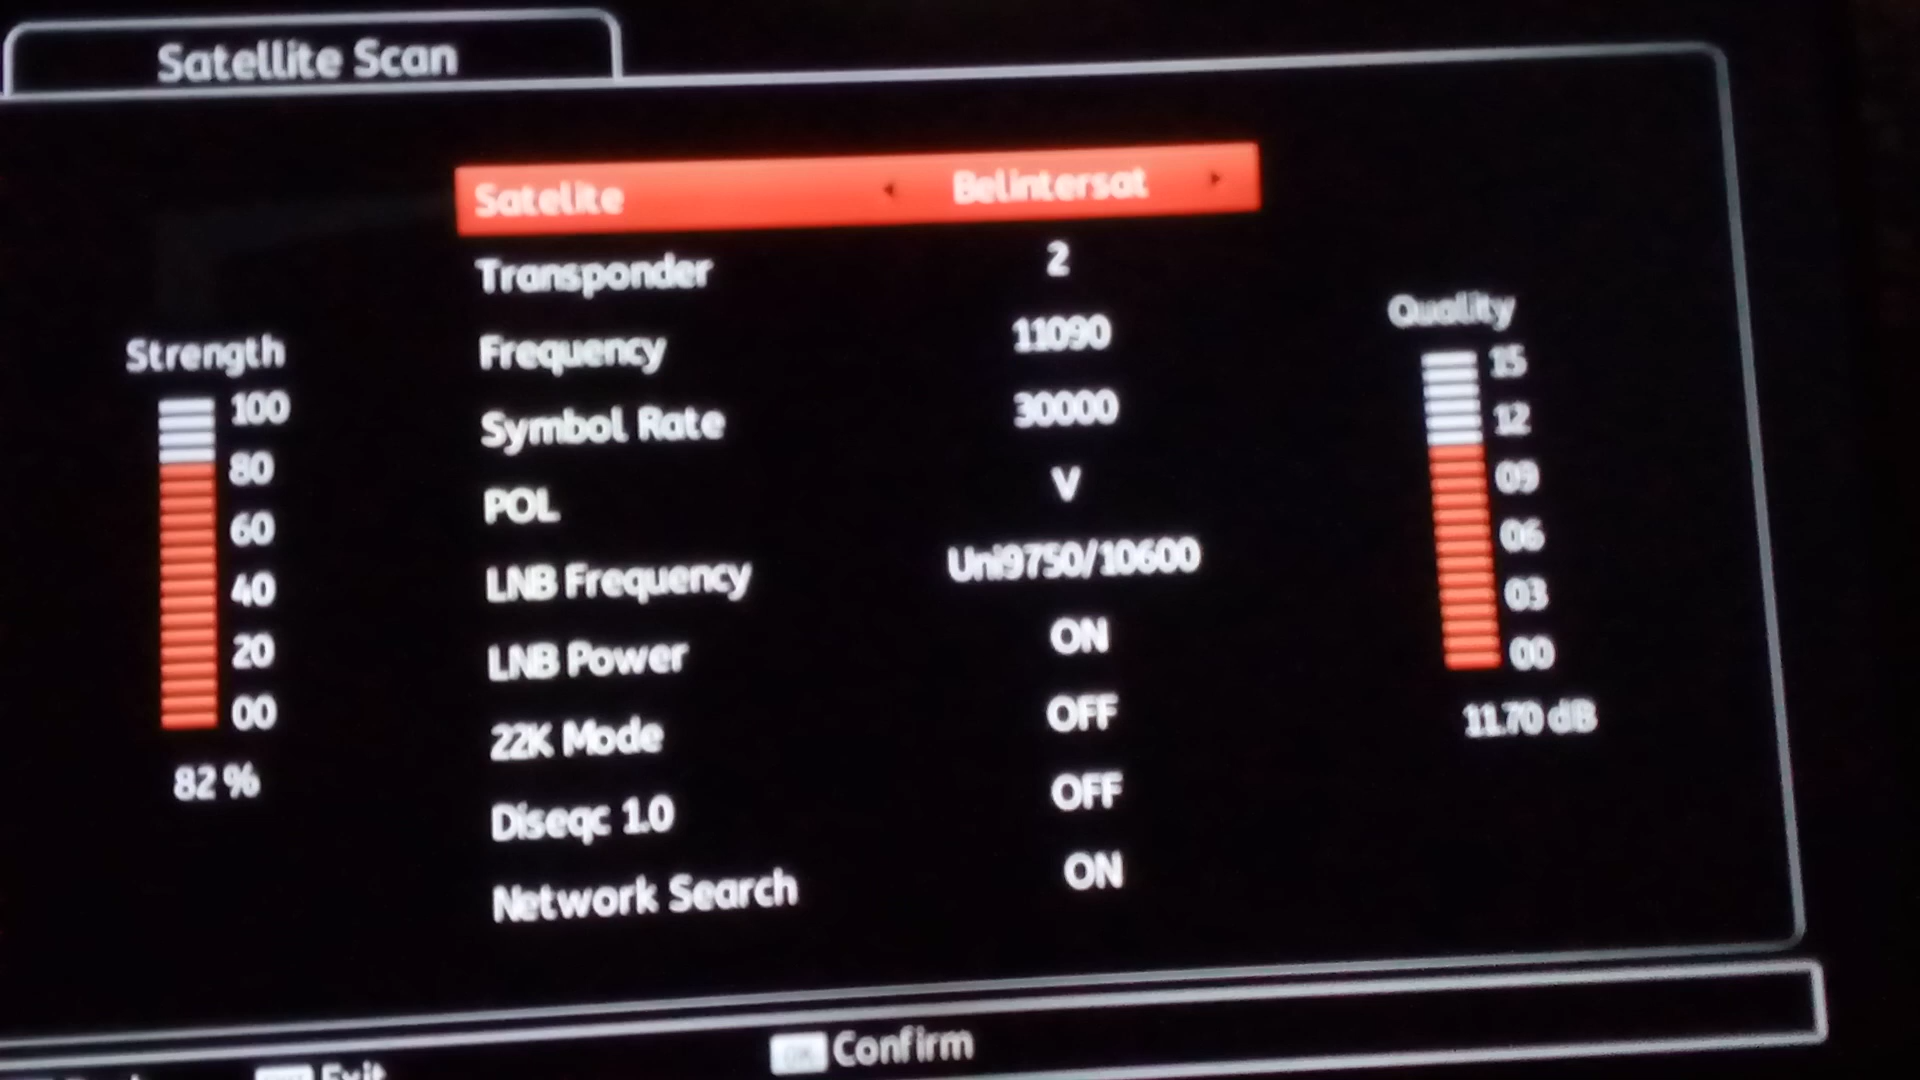 Satellite Scan
Satelite Belintersat
Transponder 2
Frequency 11090
Symbol Rate 30000
POL V
LNB Frequency Uni9750/10600
LNB Power ON
22K Mode OFF
Diseqc 1.0 OFF
Network Search ON
Strength
100
80
60
40
20
00
82 %
Quality
15
12
09
06
03
00
11.70 dB
Exit
OK Confirm